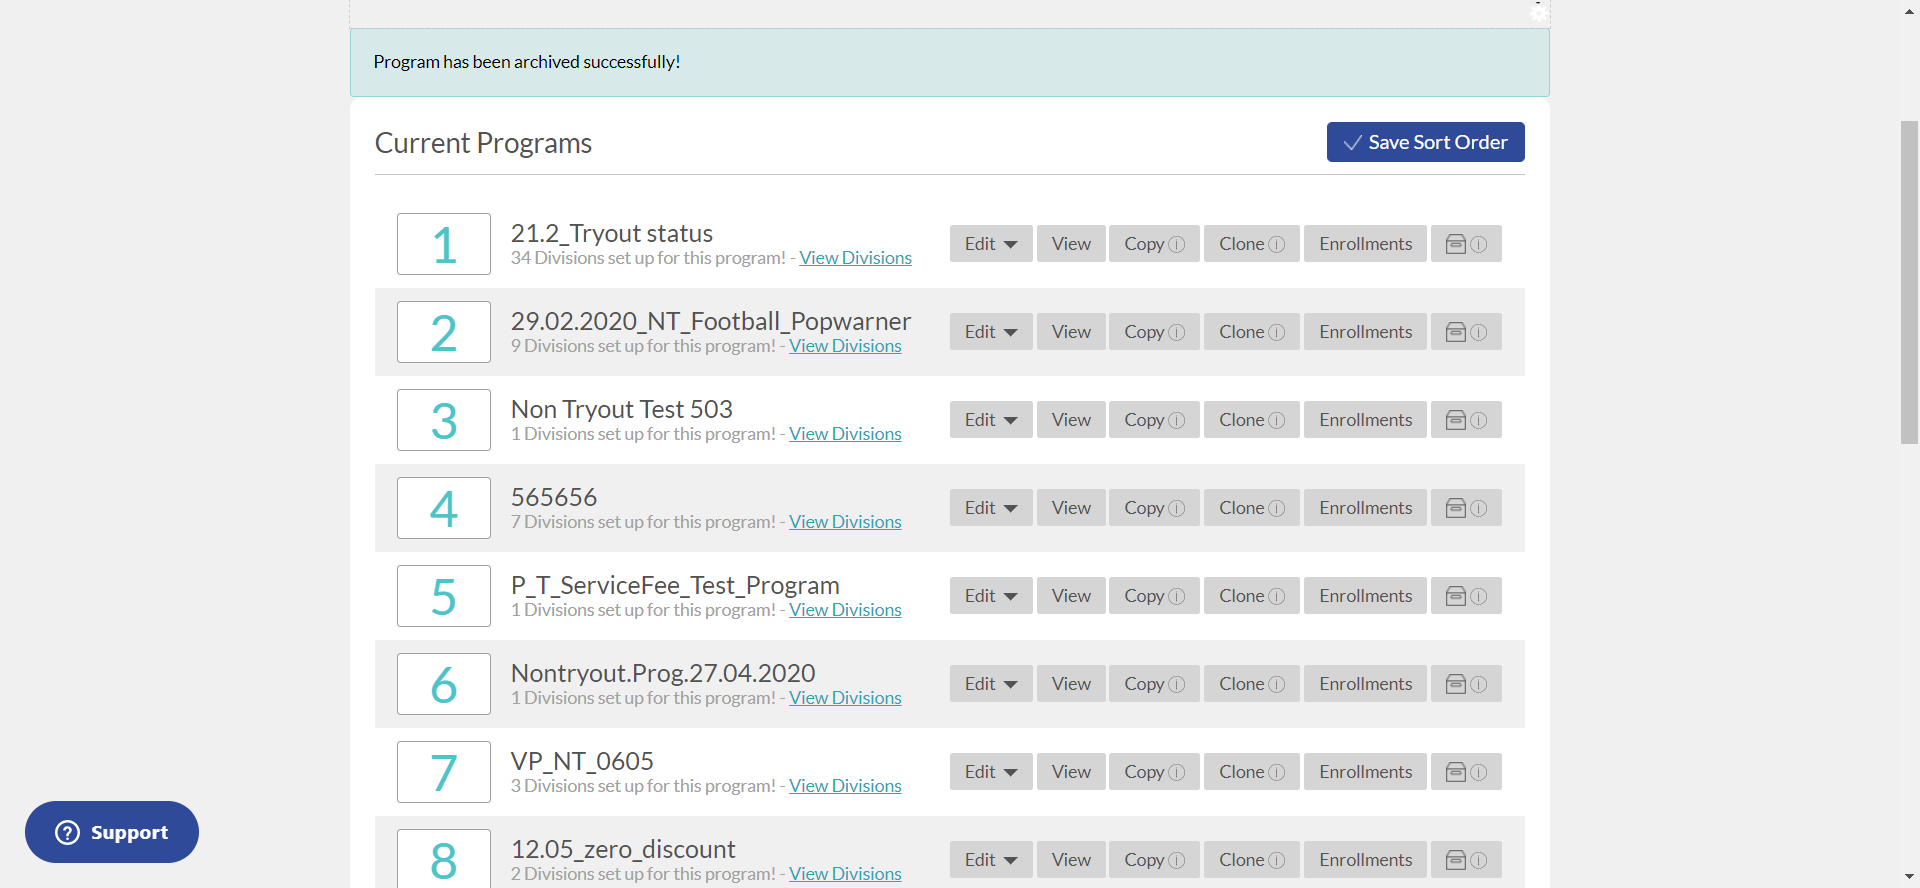 Program has been archived successfully!
Current Programs
Save Sort Order
1
21.2_Tryout status
34 Divisions set up for this program! - View Divisions
Edit View Copy Clone Enrollments
2
29.02.2020_NT_Football_Popwarner
9 Divisions set up for this program! - View Divisions
Edit View Copy Clone Enrollments
3
Non Tryout Test 503
1 Divisions set up for this program! - View Divisions
Edit View Copy Clone Enrollments
4
565656
7 Divisions set up for this program! - View Divisions
Edit View Copy Clone Enrollments
5
P_T_ServiceFee_Test_Program
1 Divisions set up for this program! - View Divisions
Edit View Copy Clone Enrollments
6
Nontryout.Prog.27.04.2020
1 Divisions set up for this program! - View Divisions
Edit View Copy Clone Enrollments
7
VP_NT_0605
3 Divisions set up for this program! - View Divisions
Edit View Copy Clone Enrollments
8
12.05_zero_discount
2 Divisions set up for this program! - View Divisions
Edit View Copy Clone Enrollments
Support